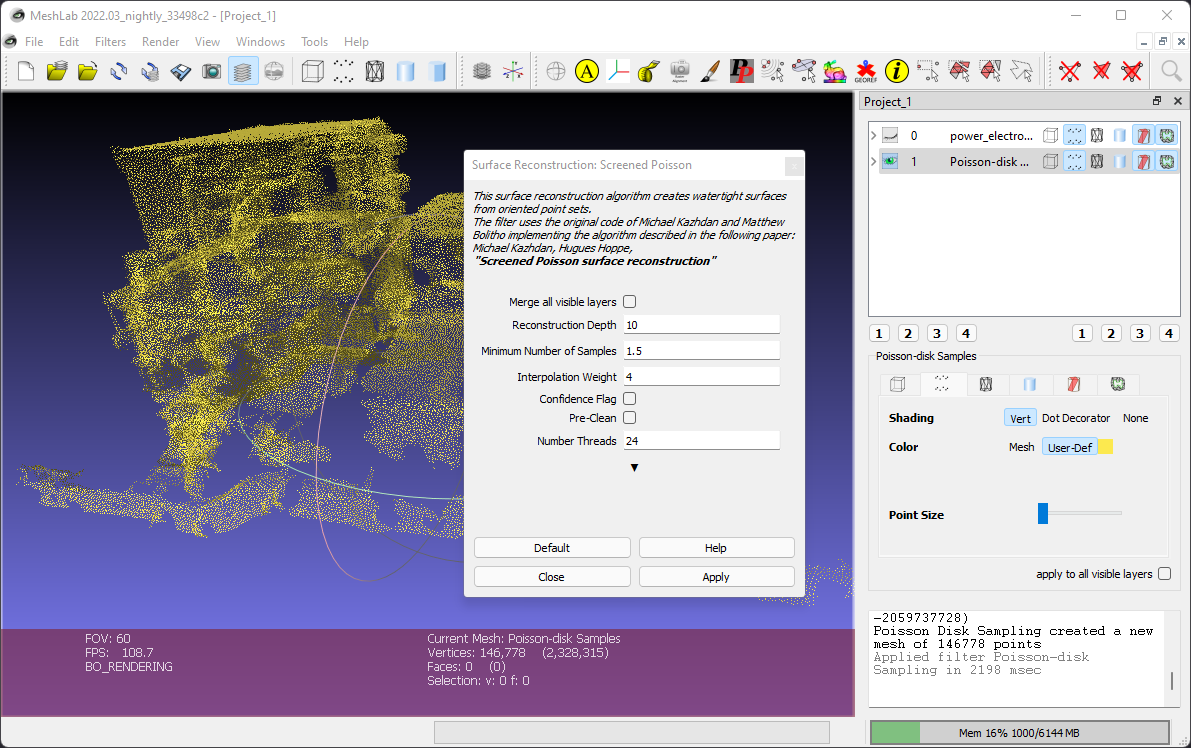 MeshLab 2022.03_nightly_33498c2 - [Project_1]
File Edit Filters Render View Windows Tools Help
A
PP
GEOREF
i
Project_1
0 power_electro...
1 Poisson-disk ...
Surface Reconstruction: Screened Poisson
This surface reconstruction algorithm creates watertight surfaces
from oriented point sets.
The filter uses the original code of Michael Kazhdan and Matthew
Bolitho implementing the algorithm described in the following paper:
Michael Kazhdan, Hugues Hoppe,
"Screened Poisson surface reconstruction"
Merge all visible layers
Reconstruction Depth 10
Minimum Number of Samples 1.5
Interpolation Weight 4
Confidence Flag
Pre-Clean
Number Threads 24
Default Help
Close Apply
1 2 3 4 1 2 3 4
Poisson-disk Samples
Shading Vert Dot Decorator None
Color Mesh User-Def
Point Size
apply to all visible layers
-2059737728)
Poisson Disk Sampling created a new
mesh of 146778 points
Applied filter Poisson-disk
Sampling in 2198 msec
FOV: 60
FPS: 108.7
BO_RENDERING
Current Mesh: Poisson-disk Samples
Vertices: 146,778 (2,328,315)
Faces: 0 (0)
Selection: v: 0 f: 0
Mem 16% 1000/6144 MB